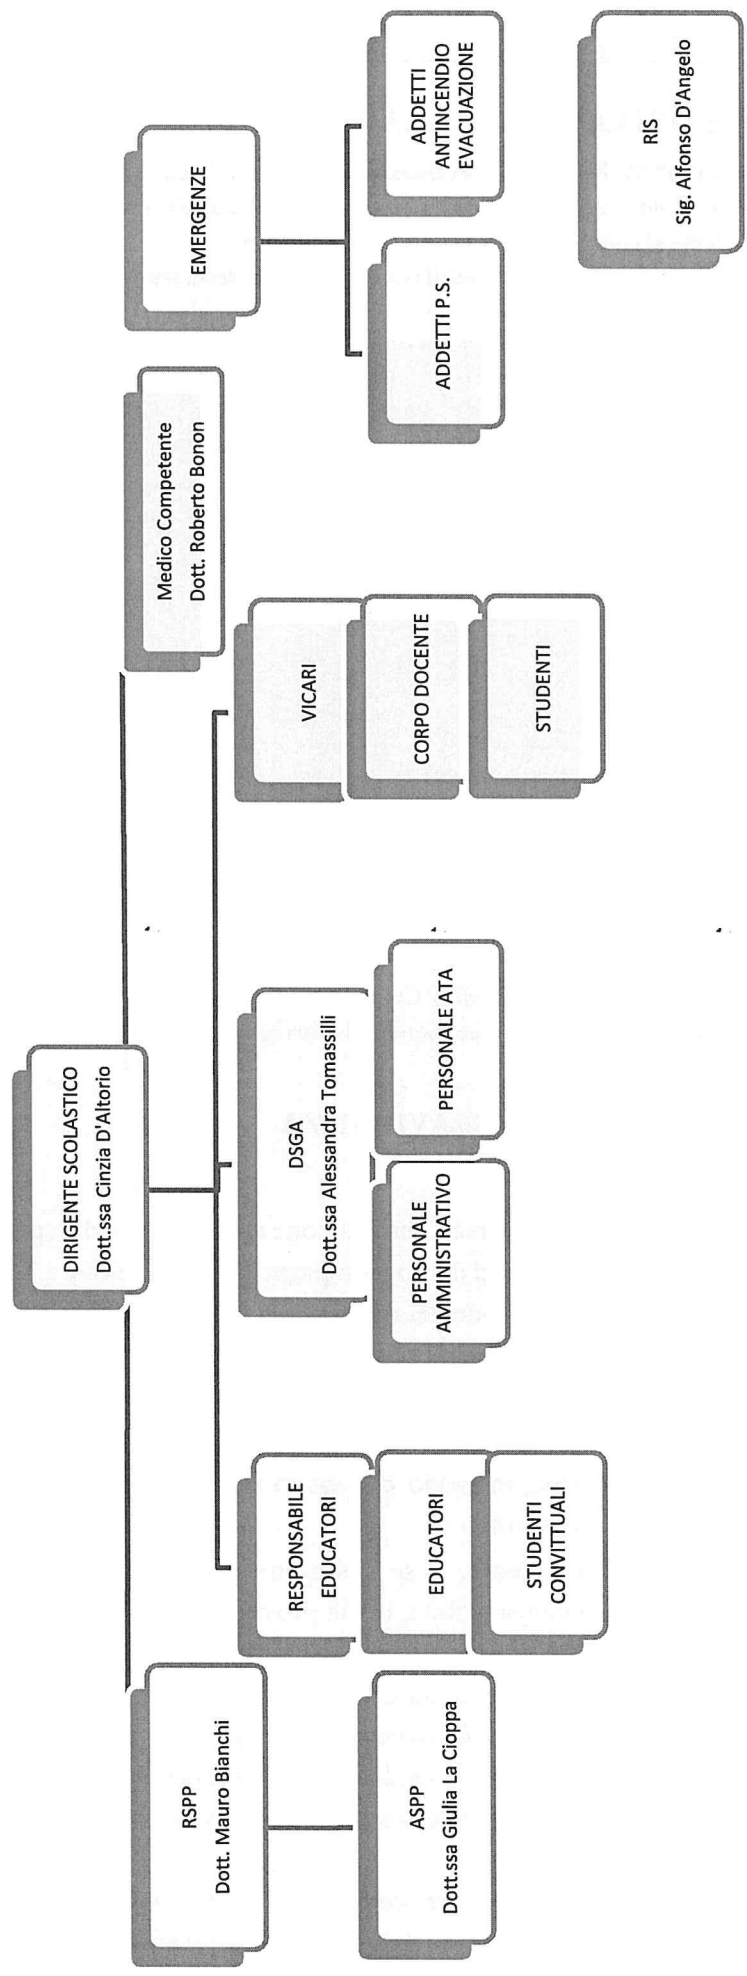 DIRIGENTE SCOLASTICO
Dott.ssa Cinzia D'Altorio
RSPP
Dott. Mauro Bianchi
ASPP
Dott.ssa Giulia La Cioppa
RESPONSABILE
EDUCATORI
EDUCATORI
STUDENTI
CONVITTUALI
DSGA
Dott.ssa Alessandra Tomassilli
PERSONALE
AMMINISTRATIVO
PERSONALE ATA
VICARI
CORPO DOCENTE
STUDENTI
Medico Competente
Dott. Roberto Bonon
EMERGENZE
ADDETTI P.S.
ADDETTI
ANTINCENDIO
EVACUAZIONE
RIS
Sig. Alfonso D'Angelo